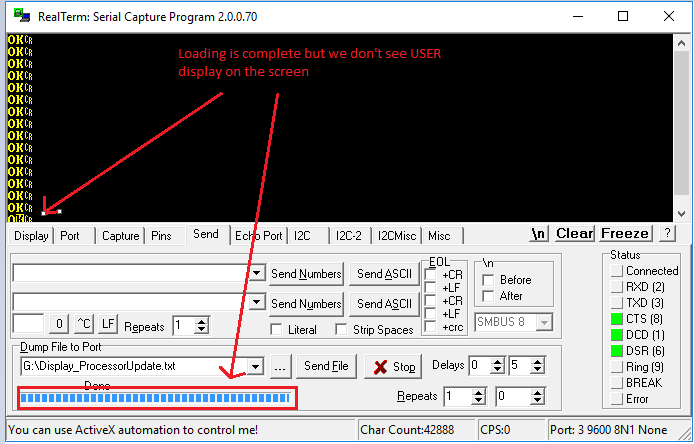 RealTerm: Serial Capture Program 2.0.0.70
OKCR
OKCR
OKCR
OKCR
OKCR
OKCR
OKCR
OKCR
OKCR
OKCR
OKCR
OKCR
Loading is complete but we don't see USER
display on the screen
Display Port Capture Pins Send Echo Port I2C I2C-2 I2CMisc Misc \n Clear Freeze ?
EOL
\n
Status
Send Numbers Send ASCII +CR Before Connected
+LF After RXD (2)
Send Numbers Send ASCII +CR TXD (3)
+LF CTS (8)
0 ^C LF Repeats 1 Literal Strip Spaces +crc SMBUS 8 DCD (1)
Dump File to Port DSR (6)
G:\Display_ProcessorUpdate.txt ... Send File Stop Delays 0 5 Ring (9)
Done Repeats 1 0 BREAK
Error
You can use ActiveX automation to control me! Char Count:42888 CPS:0 Port: 3 9600 8N1 None